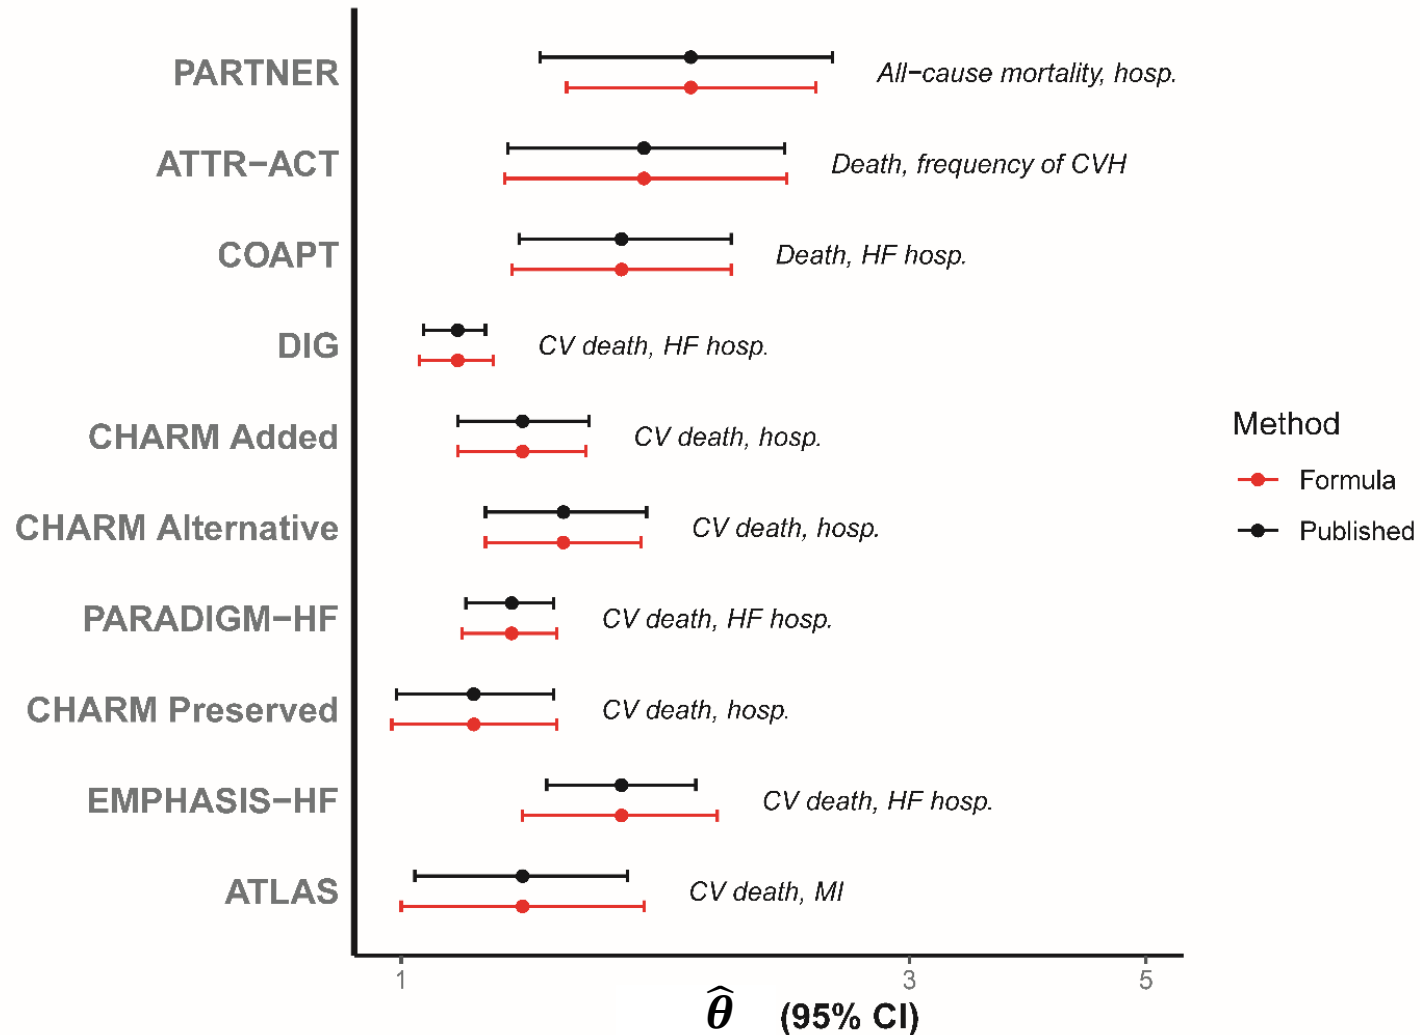 PARTNER
All−cause mortality, hosp.
ATTR−ACT
Death, frequency of CVH
COAPT
Death, HF hosp.
DIG
CV death, HF hosp.
CHARM Added
CV death, hosp.
CHARM Alternative
CV death, hosp.
PARADIGM−HF
CV death, HF hosp.
CHARM Preserved
CV death, hosp.
EMPHASIS−HF
CV death, HF hosp.
ATLAS
CV death, MI
Method
Formula
Published
1 3 5
θ̂ (95% CI)